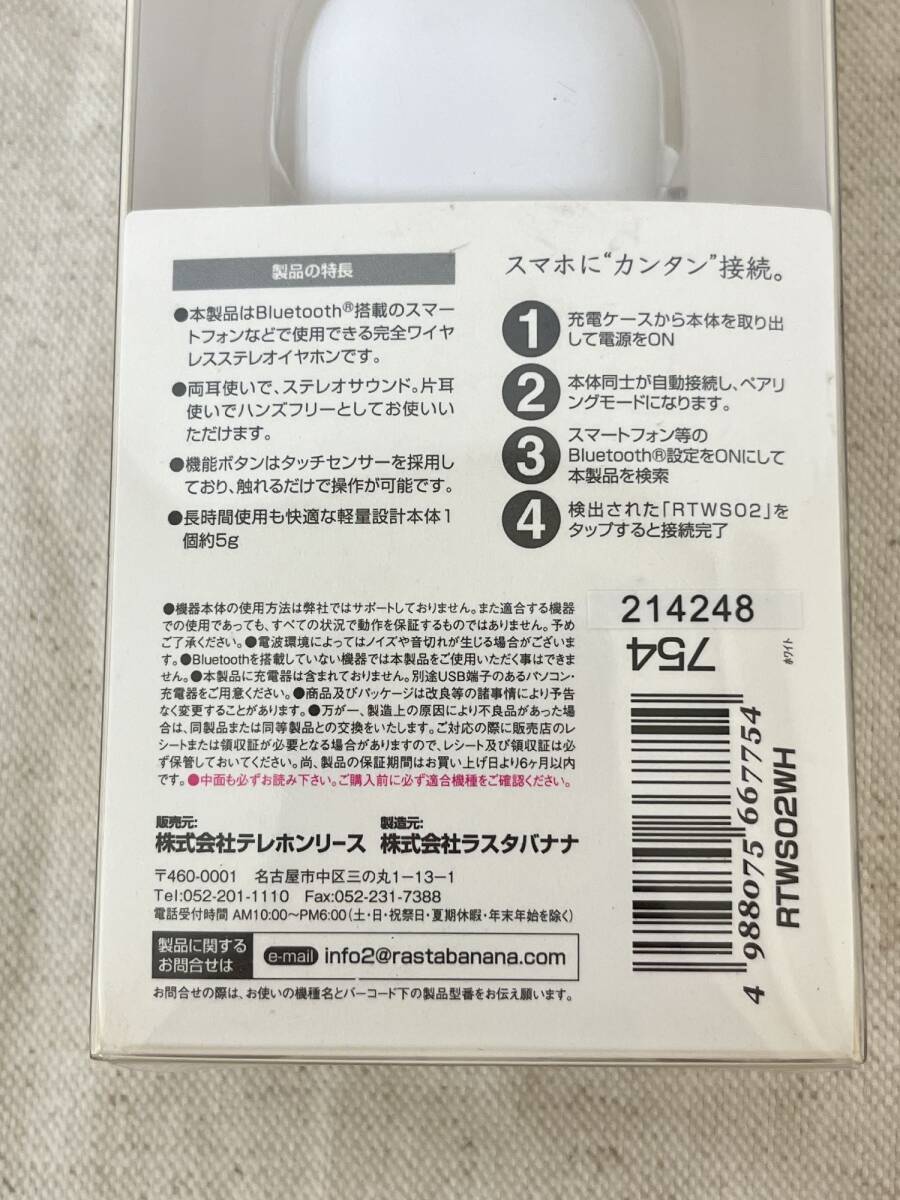 製品の特長
●本製品はBluetooth®搭載のスマー
トフォンなどで使用できる完全ワイヤ
レスステレオイヤホンです。
●両耳使いで、ステレオサウンド。片耳
使いでハンズフリーとしてお使いい
ただけます。
●機能ボタンはタッチセンサーを採用し
ており、触れるだけで操作が可能です。
●長時間使用も快適な軽量設計本体1
個約5g
スマホに“カンタン”接続。
1 充電ケースから本体を取り出
して電源をON
2 本体同士が自動接続し、ペアリ
ングモードになります。
3 スマートフォン等の
Bluetooth®設定をONにして
本製品を検索
4 検出された「RTWS02」を
タップすると接続完了
●機器本体の使用方法は弊社ではサポートしておりません。また適合する機器
での使用であっても、すべての状況で動作を保証するものではありません。予め
ご了承ください。●電波環境によってはノイズや音切れが生じる場合がございま
す。●Bluetoothを搭載していない機器では本製品をご使用いただく事はできま
せん。●本製品に充電器は含まれておりません。別途USB端子のあるパソコン・
充電器をご用意ください。●商品及びパッケージは改良等の諸事情により予告
なく変更することがあります。●万が一、製造上の原因により不良品があった場
合は、同製品または同等製品との交換をいたします。ご対応の際に販売店のレ
シートまたは領収証が必要となる場合がありますので、レシート及び領収証は必
ず保管しておいてください。尚、製品の保証期間はお買い上げ日より6ヶ月以内
です。●中面も必ずお読み下さい。ご購入前に必ず適合機種をご確認ください。
販売元: 製造元:
株式会社テレホンリース 株式会社ラスタバナナ
〒460-0001 名古屋市中区三の丸1-13-1
Tel:052-201-1110 Fax:052-231-7388
電話受付時間 AM10:00〜PM6:00(土・日・祝祭日・夏期休暇・年末年始を除く)
製品に関する
お問合せは
e-mail info2@rastabanana.com
お問合せの際は、お使いの機種名とバーコード下の製品型番をお伝え願います。
214248
754
ホワイト
4 988075 667754
RTWS02WH